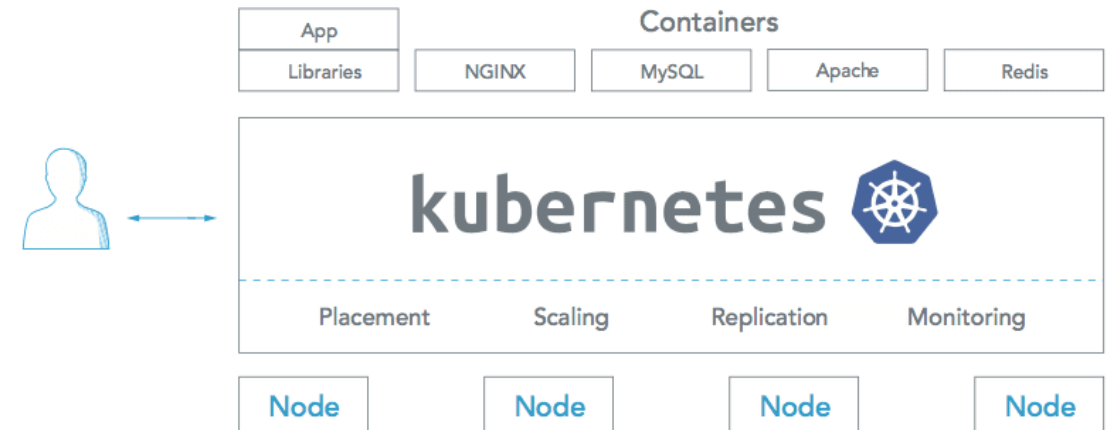 Containers
App
Libraries
NGINX
MySQL
Apache
Redis
kubernetes
Placement
Scaling
Replication
Monitoring
Node
Node
Node
Node